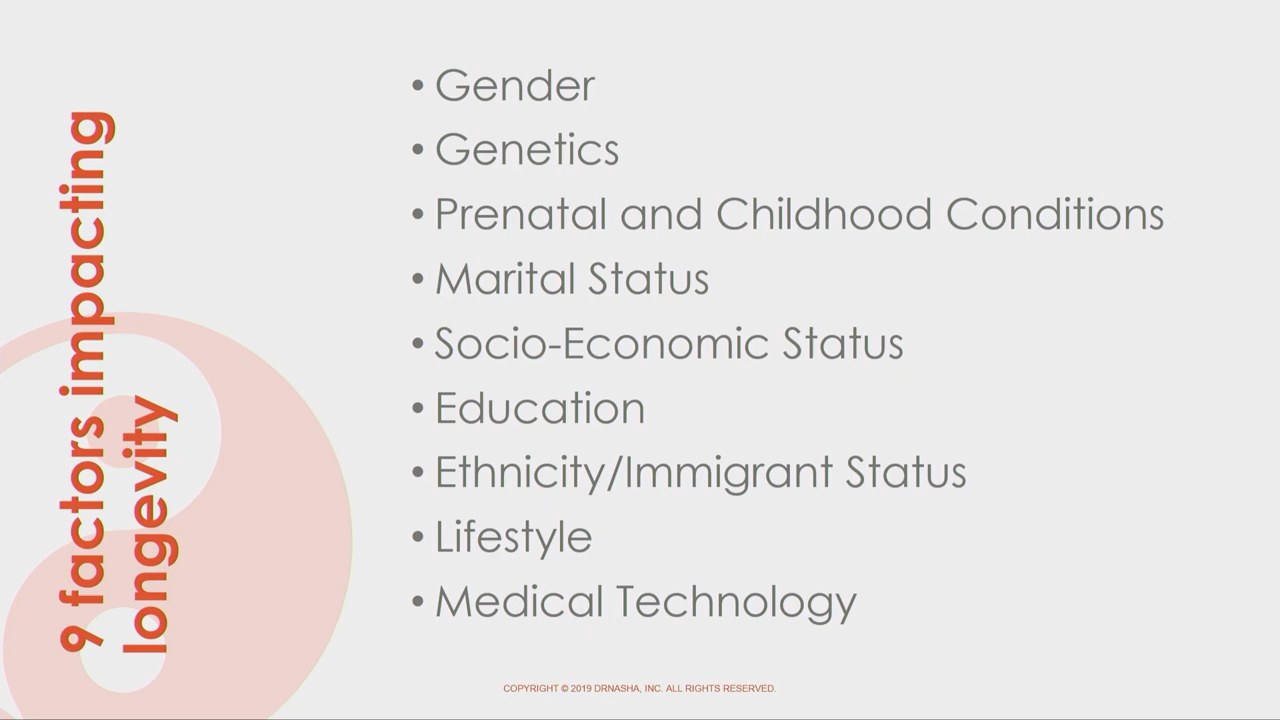 9 factors impacting
longevity
• Gender
• Genetics
• Prenatal and Childhood Conditions
• Marital Status
• Socio-Economic Status
• Education
• Ethnicity/Immigrant Status
• Lifestyle
• Medical Technology
COPYRIGHT © 2019 DRNASHA, INC. ALL RIGHTS RESERVED.